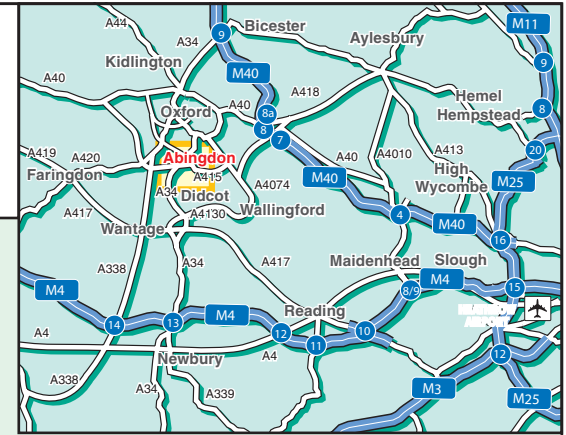 A44
A34
Bicester
M11
9
Aylesbury
Kidlington
9
M40
A40
A418
Hemel
Hempstead
8
Oxford
A40
8a
8
7
A419
A420
Abingdon
A40
A4010
A413
20
Faringdon
A415
High
Wycombe
M25
A34
Didcot
A4074
M40
A417
A4130
Wallingford
4
M40
Wantage
16
A338
A34
A417
Maidenhead
Slough
M4
8/9
M4
15
HEATHROW
AIRPORT
14
13
M4
Reading
12
11
10
A4
Newbury
A4
12
A338
A34
A339
M3
M25